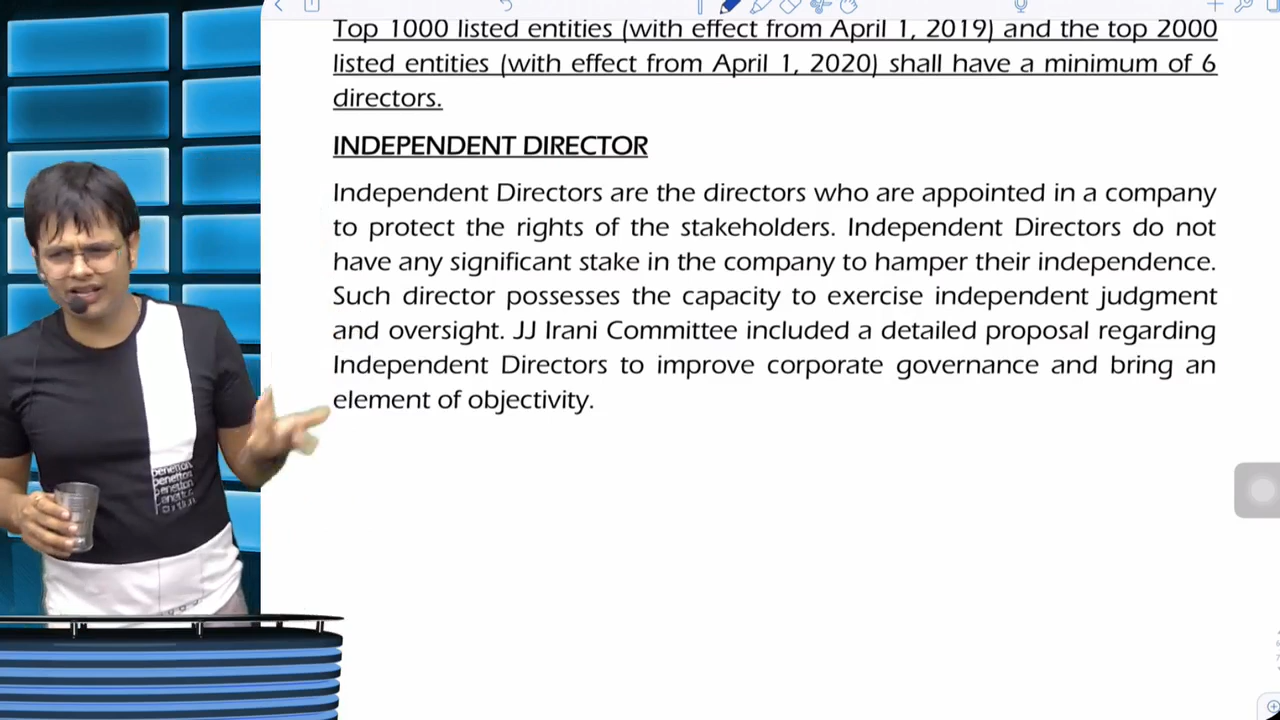 Top 1000 listed entities (with effect from April 1, 2019) and the top 2000
listed entities (with effect from April 1, 2020) shall have a minimum of 6
directors.
INDEPENDENT DIRECTOR
Independent Directors are the directors who are appointed in a company
to protect the rights of the stakeholders. Independent Directors do not
have any significant stake in the company to hamper their independence.
Such director possesses the capacity to exercise independent judgment
and oversight. JJ Irani Committee included a detailed proposal regarding
Independent Directors to improve corporate governance and bring an
element of objectivity.
benetton
benetton
benetton